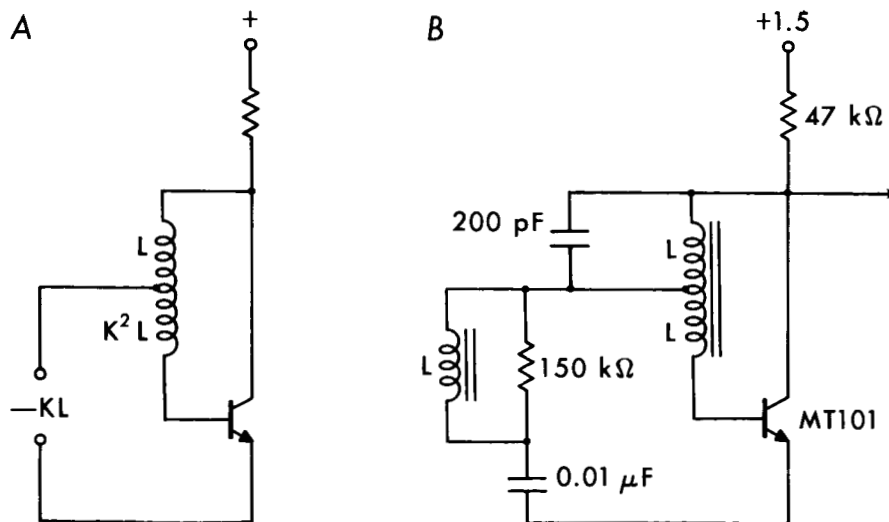 A
+
L
K² L
—KL
B
+1.5
47 kΩ
200 pF
L
L
L
150 kΩ
MT101
0.01 μF